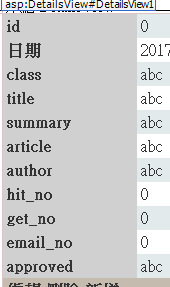 asp:DetailsView#DetailsView1
id 0
日期 2017
class abc
title abc
summary abc
article abc
author abc
hit_no 0
get_no 0
email_no 0
approved abc